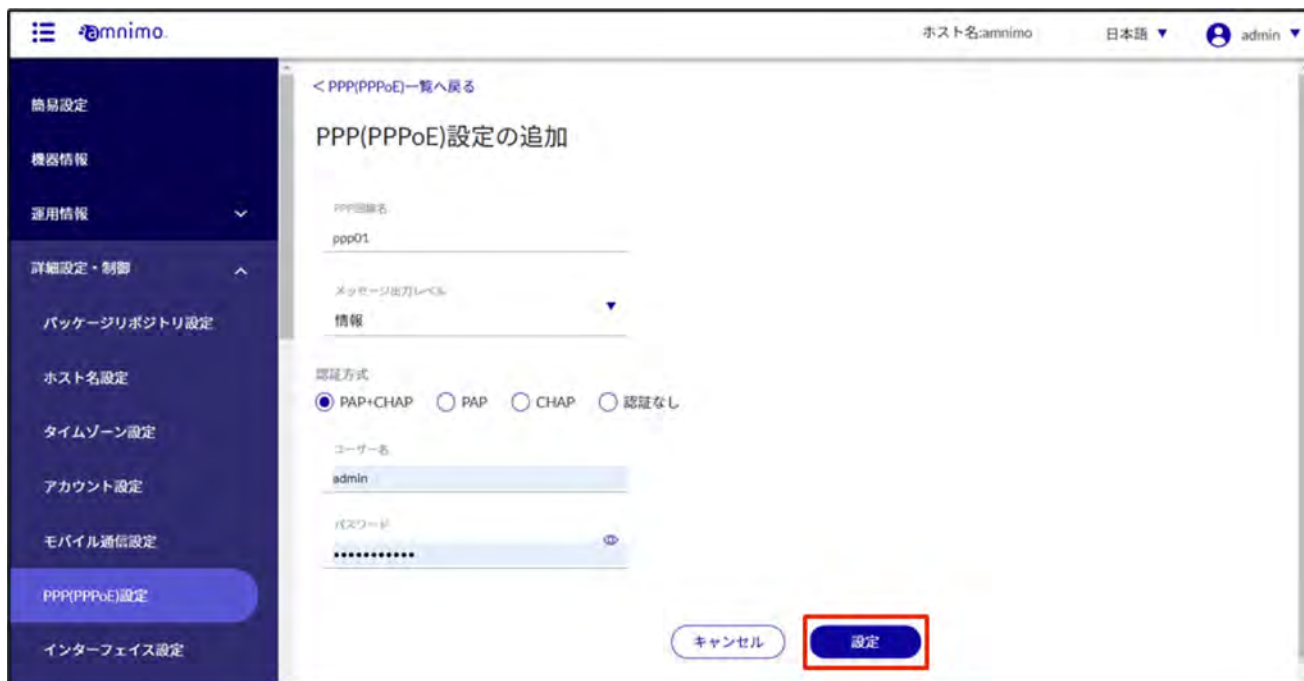 amnimo
ホスト名:amnimo
日本語 ▼
admin ▼
簡易設定
機器情報
運用情報
詳細設定・制御
パッケージリポジトリ設定
ホスト名設定
タイムゾーン設定
アカウント設定
モバイル通信設定
PPP(PPPoE)設定
インターフェイス設定
< PPP(PPPoE)一覧へ戻る
PPP(PPPoE)設定の追加
PPP回線名
ppp01
メッセージ出力レベル
情報
認証方式
PAP+CHAP PAP CHAP 認証なし
ユーザー名
admin
パスワード
•••••••••••
キャンセル
設定